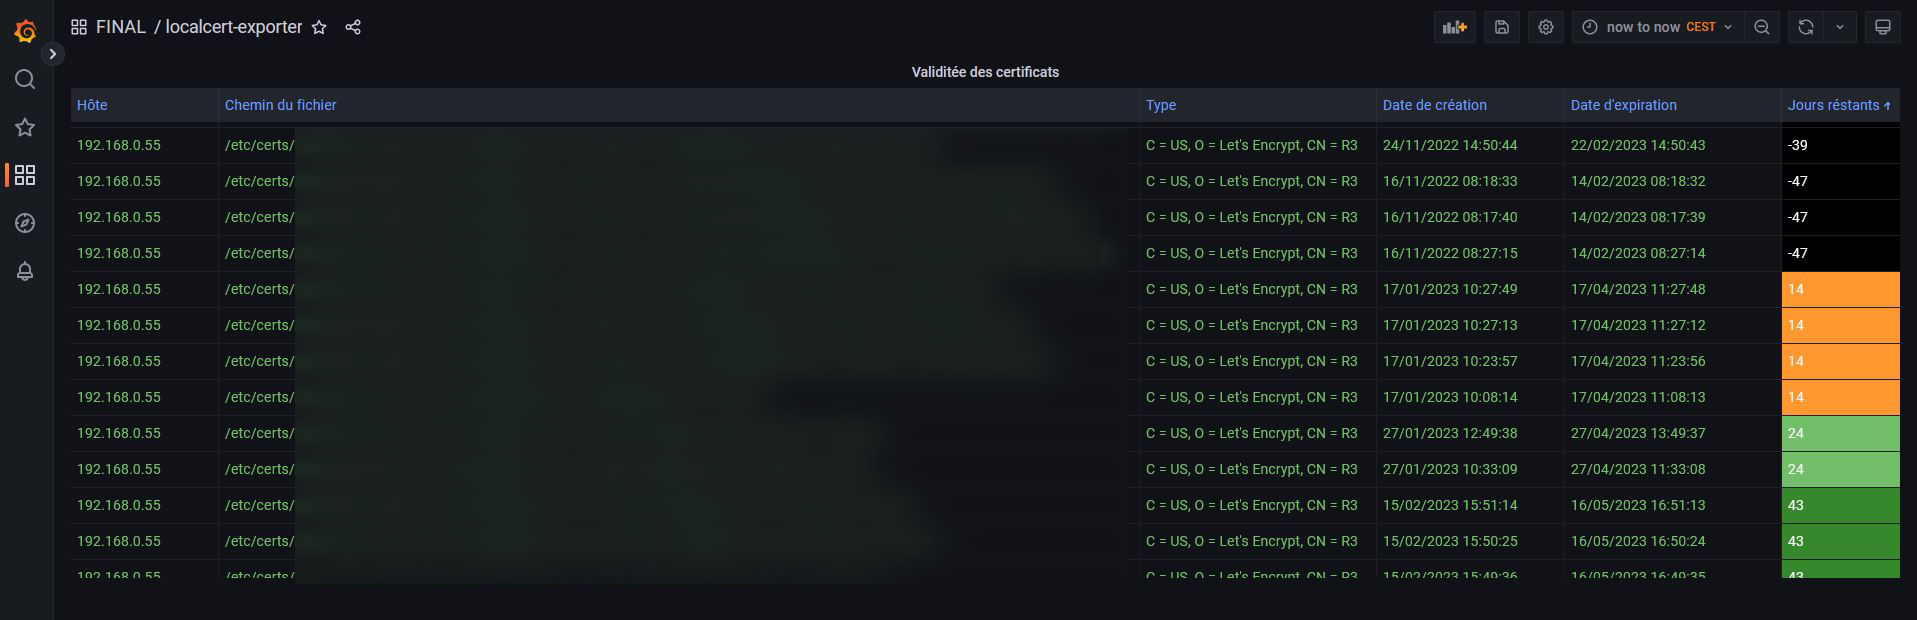 FINAL / localcert-exporter
now to now CEST
Validitée des certificats
Hôte Chemin du fichier Type Date de création Date d'expiration Jours réstants
192.168.0.55 /etc/certs/ C = US, O = Let's Encrypt, CN = R3 24/11/2022 14:50:44 22/02/2023 14:50:43 -39
192.168.0.55 /etc/certs/ C = US, O = Let's Encrypt, CN = R3 16/11/2022 08:18:33 14/02/2023 08:18:32 -47
192.168.0.55 /etc/certs/ C = US, O = Let's Encrypt, CN = R3 16/11/2022 08:17:40 14/02/2023 08:17:39 -47
192.168.0.55 /etc/certs/ C = US, O = Let's Encrypt, CN = R3 16/11/2022 08:27:15 14/02/2023 08:27:14 -47
192.168.0.55 /etc/certs/ C = US, O = Let's Encrypt, CN = R3 17/01/2023 10:27:49 17/04/2023 11:27:48 14
192.168.0.55 /etc/certs/ C = US, O = Let's Encrypt, CN = R3 17/01/2023 10:27:13 17/04/2023 11:27:12 14
192.168.0.55 /etc/certs/ C = US, O = Let's Encrypt, CN = R3 17/01/2023 10:23:57 17/04/2023 11:23:56 14
192.168.0.55 /etc/certs/ C = US, O = Let's Encrypt, CN = R3 17/01/2023 10:08:14 17/04/2023 11:08:13 14
192.168.0.55 /etc/certs/ C = US, O = Let's Encrypt, CN = R3 27/01/2023 12:49:38 27/04/2023 13:49:37 24
192.168.0.55 /etc/certs/ C = US, O = Let's Encrypt, CN = R3 27/01/2023 10:33:09 27/04/2023 11:33:08 24
192.168.0.55 /etc/certs/ C = US, O = Let's Encrypt, CN = R3 15/02/2023 15:51:14 16/05/2023 16:51:13 43
192.168.0.55 /etc/certs/ C = US, O = Let's Encrypt, CN = R3 15/02/2023 15:50:25 16/05/2023 16:50:24 43
192.168.0.55 /etc/certs/ C = US, O = Let's Encrypt, CN = R3 15/02/2023 15:49:36 16/05/2023 16:49:35 43